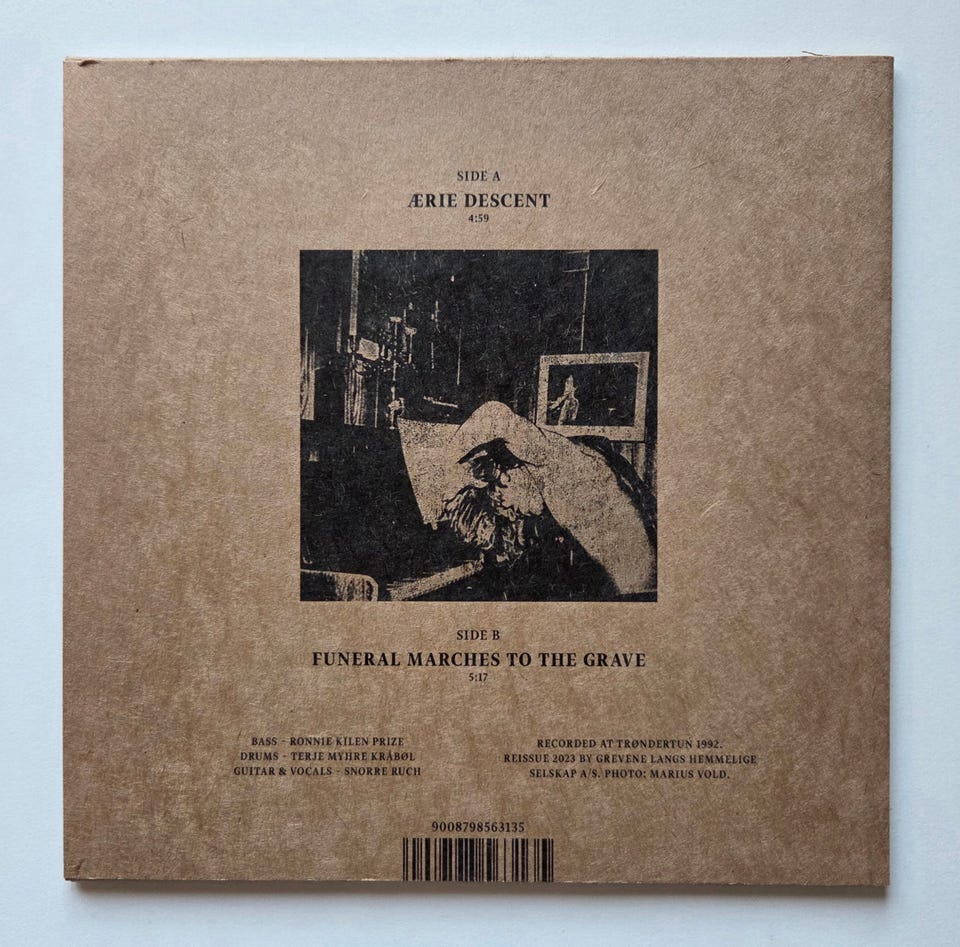 SIDE A
ÆRIE DESCENT
4:59
SIDE B
FUNERAL MARCHES TO THE GRAVE
5:17
BASS - RONNIE KILEN PRIZE
DRUMS - TERJE MYHRE KRÅBØL
GUITAR & VOCALS - SNORRE RUCH
RECORDED AT TRØNDERTUN 1992.
REISSUE 2023 BY GREVENE LANGS HEMMELIGE
SELSKAP A/S. PHOTO: MARIUS VOLD.
9008798563135